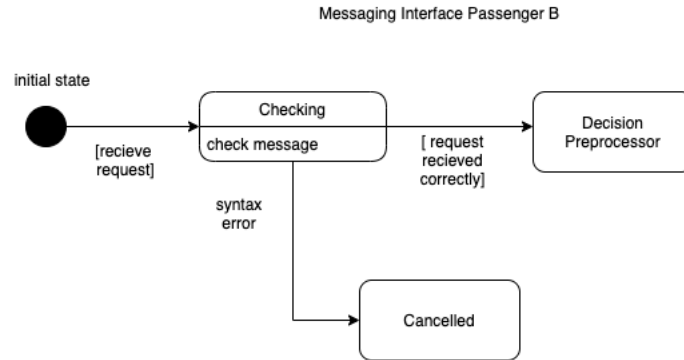 Messaging Interface Passenger B
initial state
Checking
check message
[recieve
request]
[ request
recieved
correctly]
Decision
Preprocessor
syntax
error
Cancelled